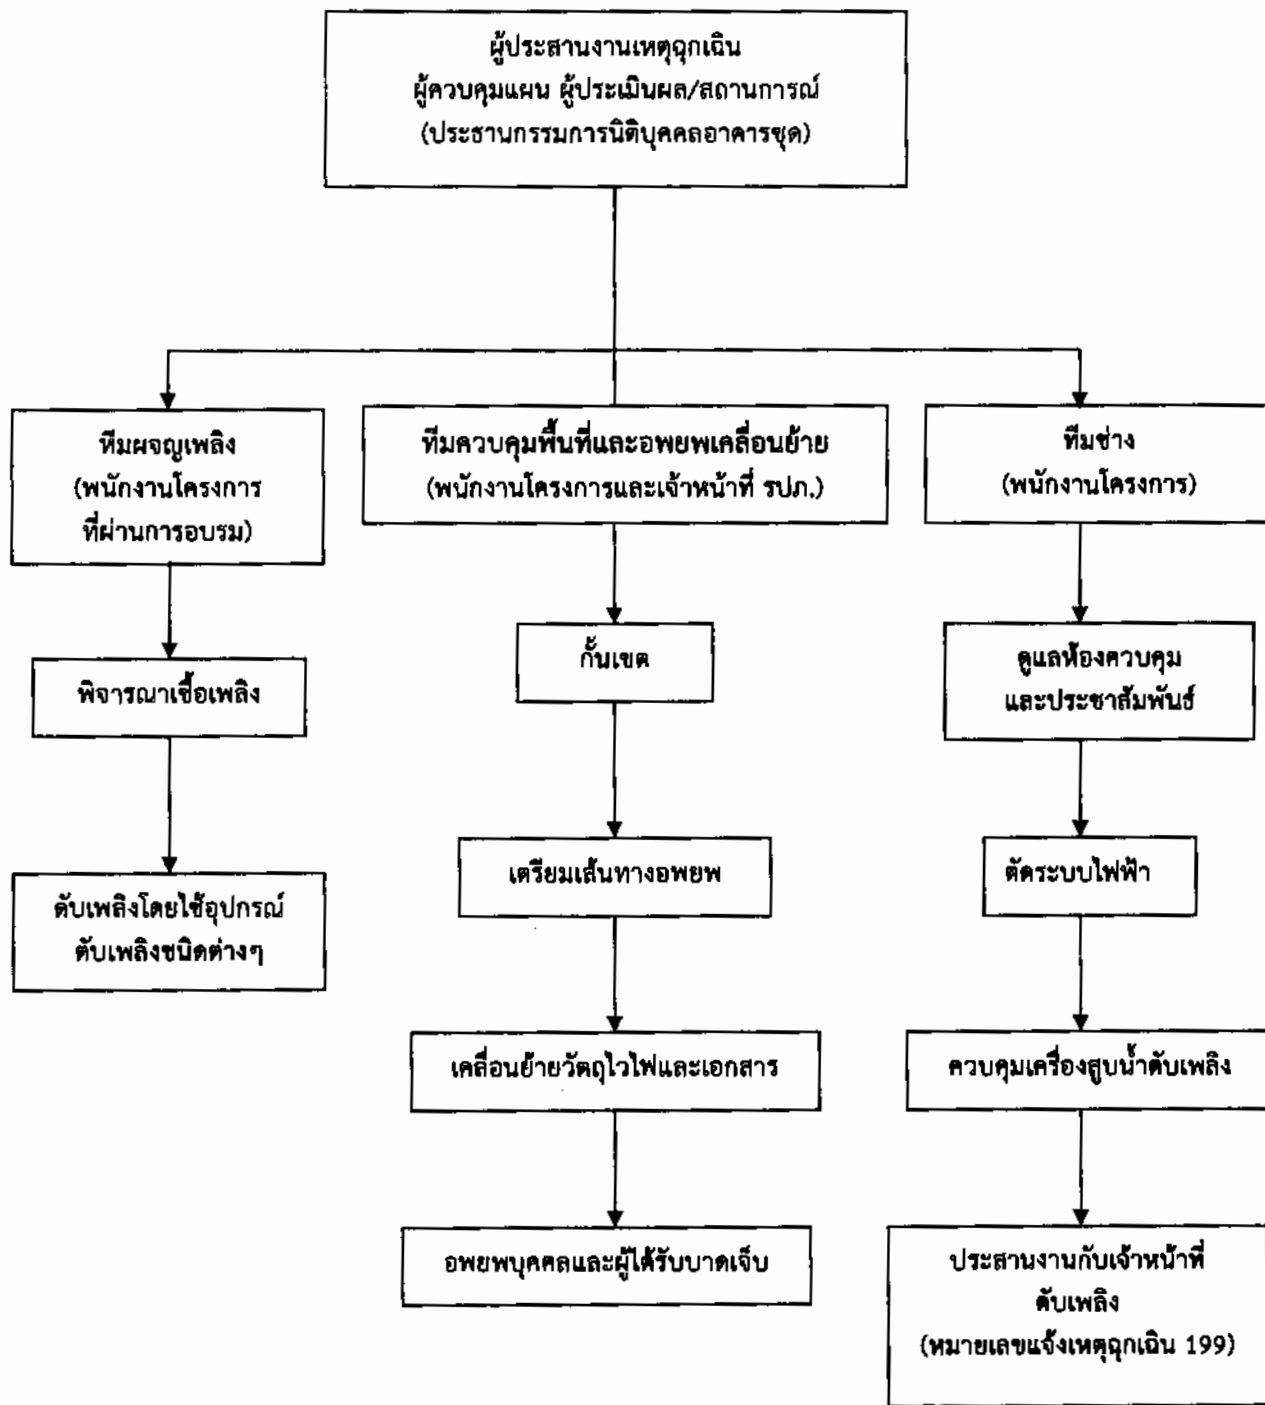 ผู้ประสานงานเหตุฉุกเฉิน
ผู้ควบคุมแผน ผู้ประเมินผล/สถานการณ์
(ประธานกรรมการนิติบุคคลอาคารชุด)
ทีมผจญเพลิง
(พนักงานโครงการ
ที่ผ่านการอบรม)
ทีมควบคุมพื้นที่และอพยพเคลื่อนย้าย
(พนักงานโครงการและเจ้าหน้าที่ รปภ.)
ทีมช่าง
(พนักงานโครงการ)
พิจารณาเชื้อเพลิง
กั้นเขต
ดูแลห้องควบคุม
และประชาสัมพันธ์
ดับเพลิงโดยใช้อุปกรณ์
ดับเพลิงชนิดต่างๆ
เตรียมเส้นทางอพยพ
ตัดระบบไฟฟ้า
เคลื่อนย้ายวัตถุไวไฟและเอกสาร
ควบคุมเครื่องสูบน้ำดับเพลิง
อพยพบุคคลและผู้ได้รับบาดเจ็บ
ประสานงานกับเจ้าหน้าที่
ดับเพลิง
(หมายเลขแจ้งเหตุฉุกเฉิน 199)